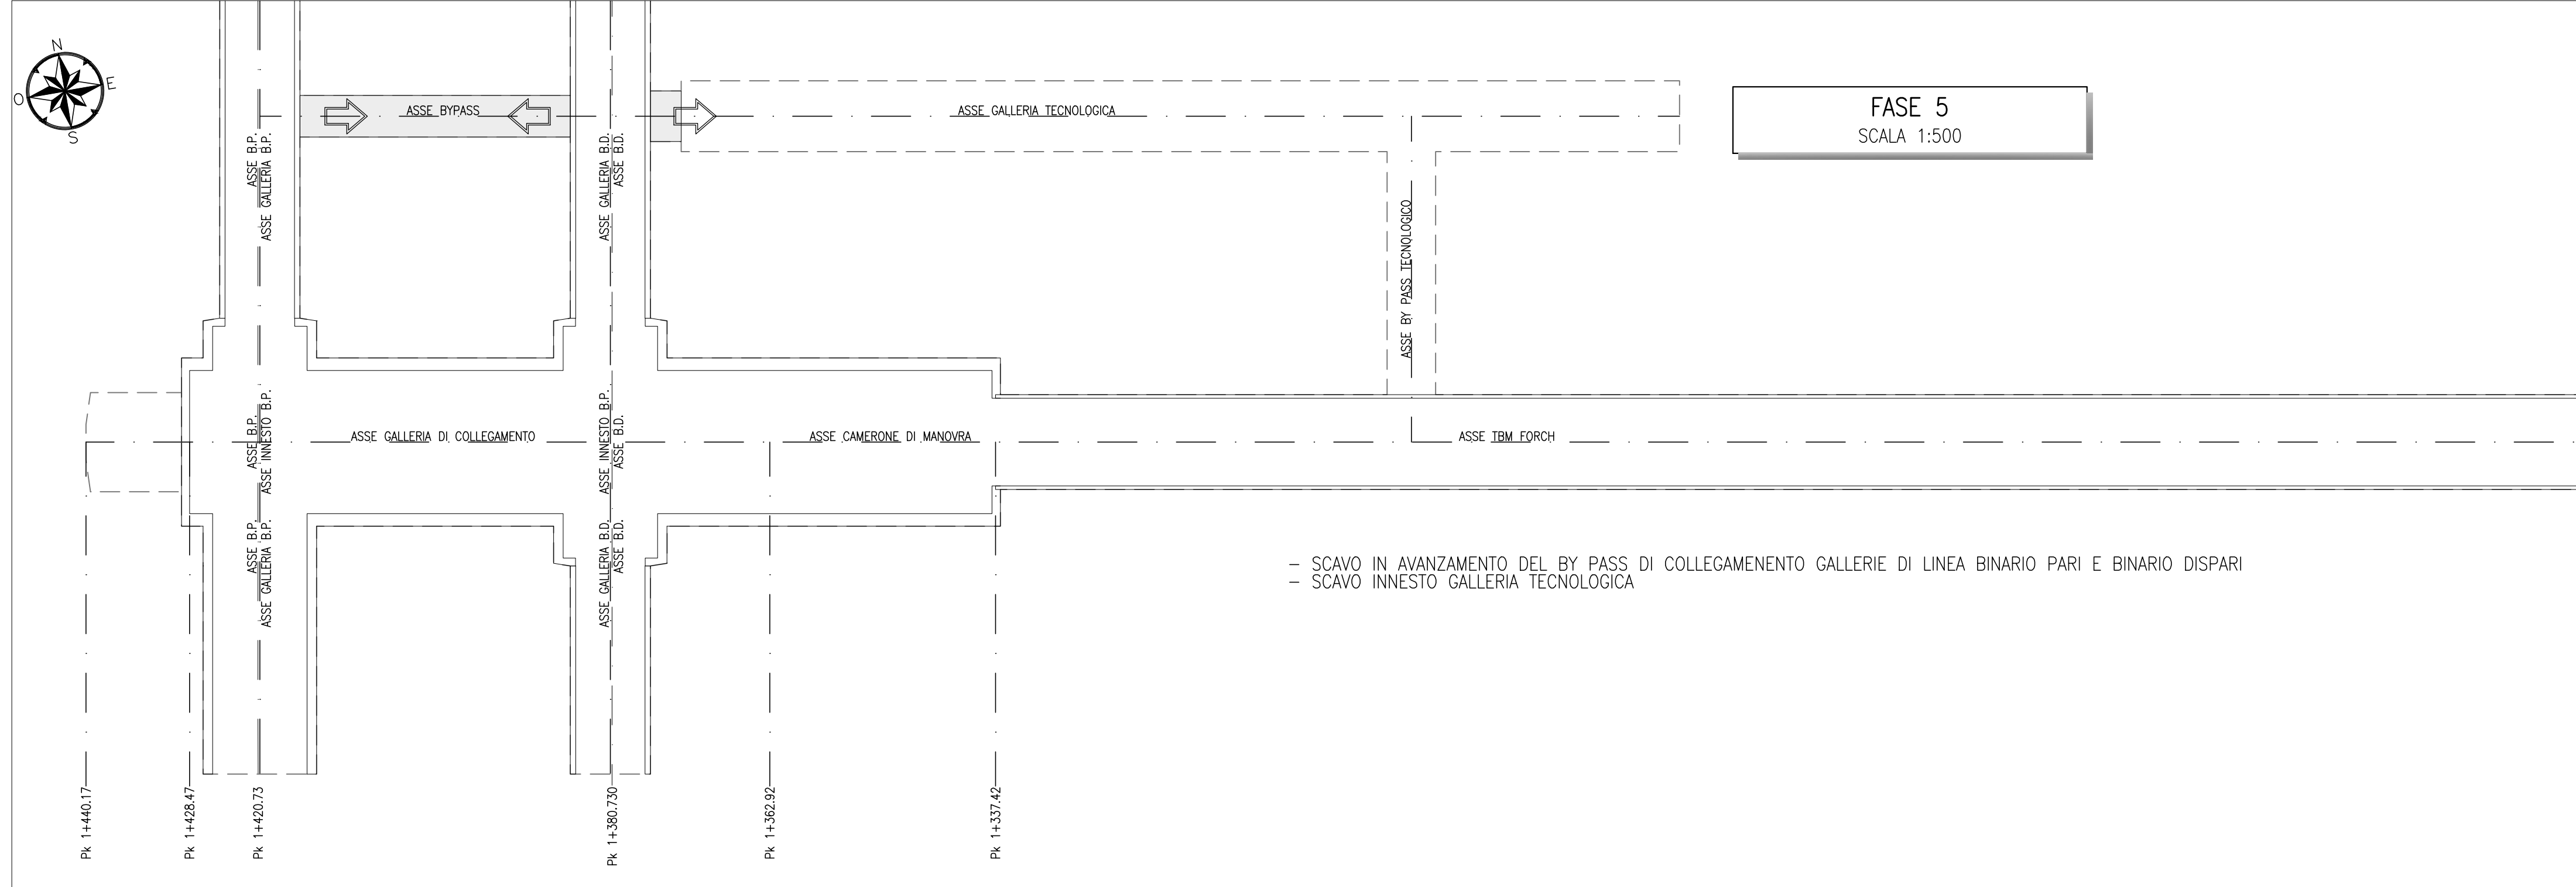 N
E
O
S
FASE 5
SCALA 1:500
ASSE BYPASS
ASSE GALLERIA TECNOLOGICA
ASSE B.P.
ASSE GALLERIA B.P.
ASSE GALLERIA B.D.
ASSE B.D.
ASSE BY PASS TECNOLOGICO
ASSE B.P.
ASSE INNESTO B.P.
ASSE GALLERIA DI COLLEGAMENTO
ASSE INNESTO B.P.
ASSE B.D.
ASSE CAMERONE DI MANOVRA
ASSE TBM FORCH
ASSE B.P.
ASSE GALLERIA B.P.
ASSE GALLERIA B.D.
ASSE B.D.
– SCAVO IN AVANZAMENTO DEL BY PASS DI COLLEGAMENENTO GALLERIE DI LINEA BINARIO PARI E BINARIO DISPARI
– SCAVO INNESTO GALLERIA TECNOLOGICA
Pk 1+440.17
Pk 1+428.47
Pk 1+420.73
Pk 1+380.730
Pk 1+362.92
Pk 1+337.42